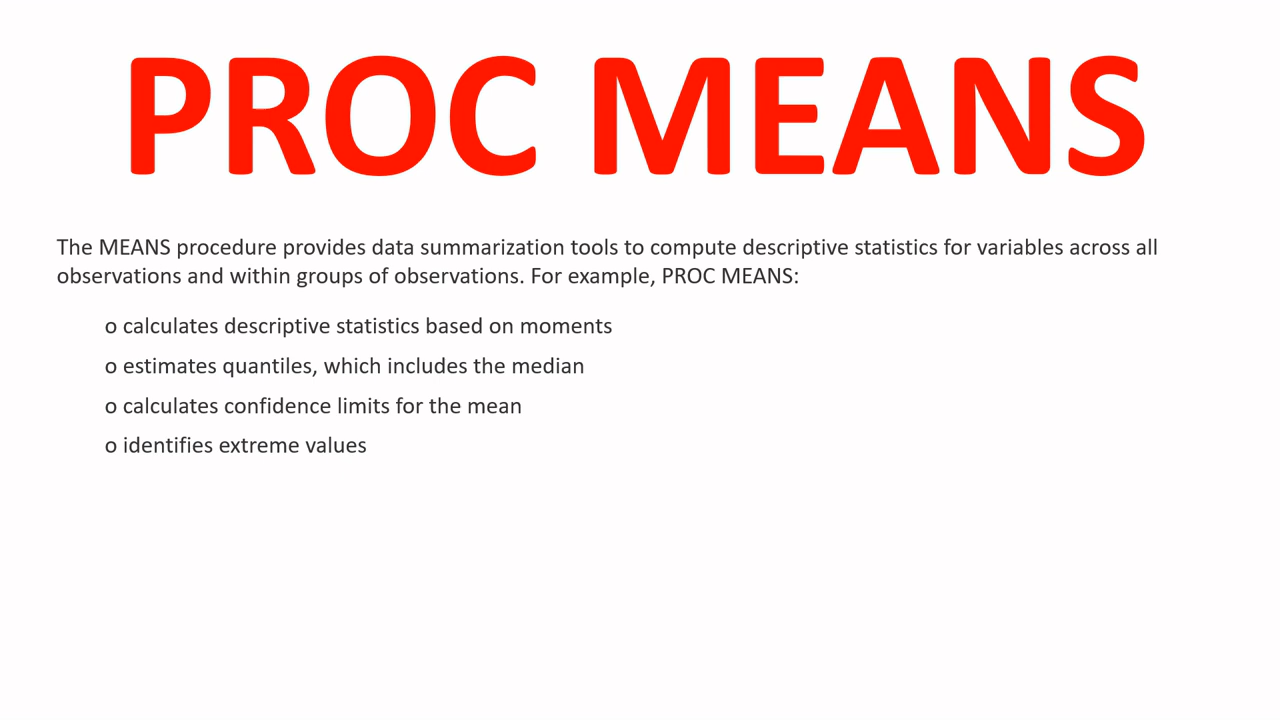 PROC MEANS
The MEANS procedure provides data summarization tools to compute descriptive statistics for variables across all
observations and within groups of observations. For example, PROC MEANS:
o calculates descriptive statistics based on moments
o estimates quantiles, which includes the median
o calculates confidence limits for the mean
o identifies extreme values